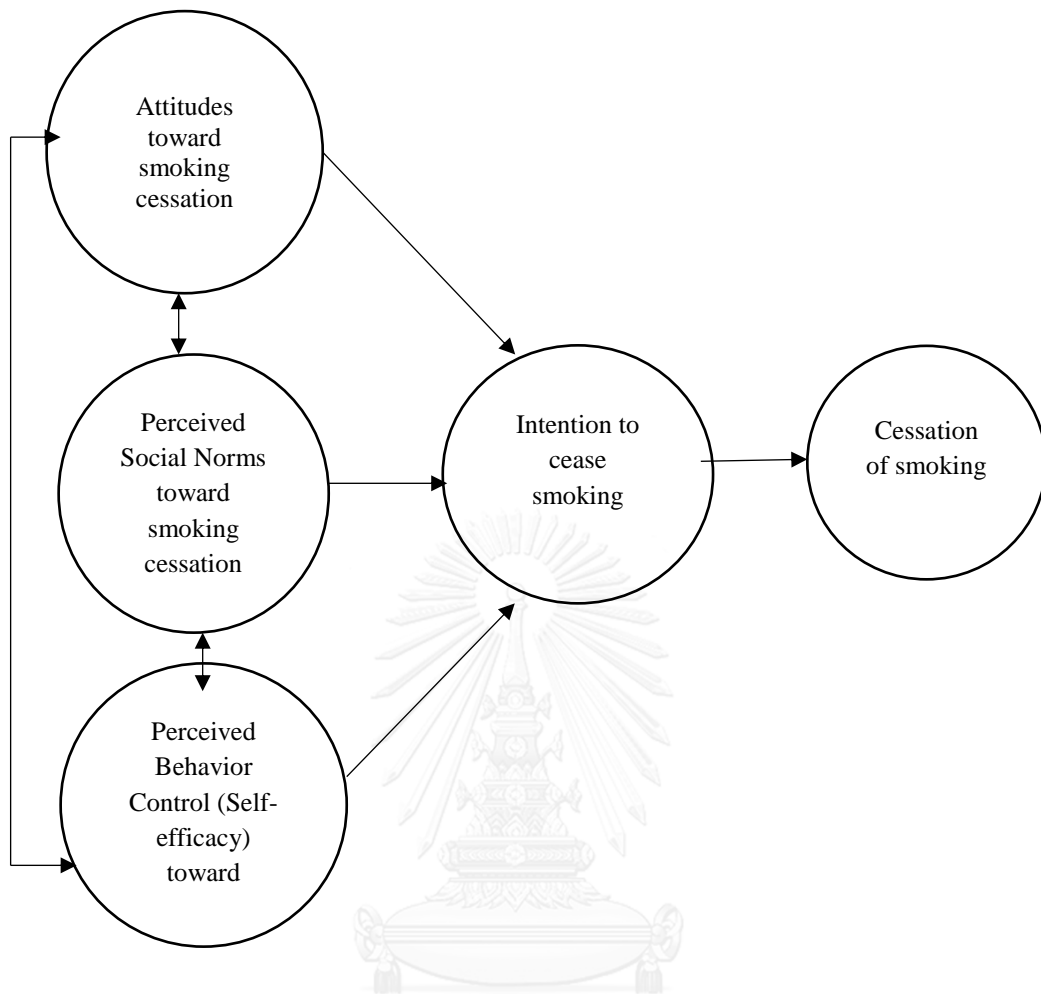 Attitudes
toward
smoking
cessation
Perceived
Social Norms
toward
smoking
cessation
Perceived
Behavior
Control (Self-
efficacy)
toward
Intention to
cease
smoking
Cessation
of smoking